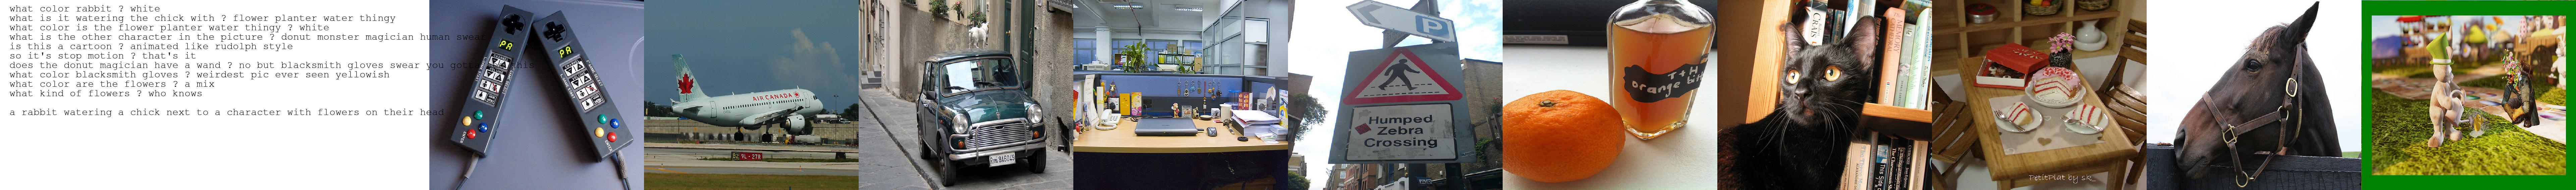 what color rabbit ? white
what is it watering the chick with ? flower planter water thingy
what color is the flower planter water thingy ? white
what is the other character in the picture ? donut monster magician human swear
is this a cartoon ? animated like rudolph style
so it's stop motion ? that's it
does the donut magician have a wand ? no but blacksmith gloves swear you gotta
what color blacksmith gloves ? weirdest pic ever seen yellowish
what color are the flowers ? a mix
what kind of flowers ? who knows
a rabbit watering a chick next to a character with flowers on their head
PA
PA
AIR CANADA
P
Humped
Zebra
Crossing
orange
PetitPlat by sk